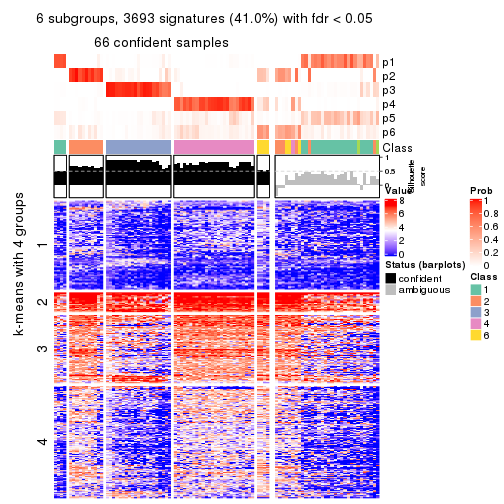 6 subgroups, 3693 signatures (41.0%) with fdr < 0.05
66 confident samples
p1
p2
p3
p4
p5
p6
Class
1
0.5
0
Silhouette
score
k-means with 4 groups
1
2
3
4
Value
8
6
4
2
0
Status (barplots)
confident
ambiguous
Prob
1
0.8
0.6
0.4
0.2
0
Class
1
2
3
4
6